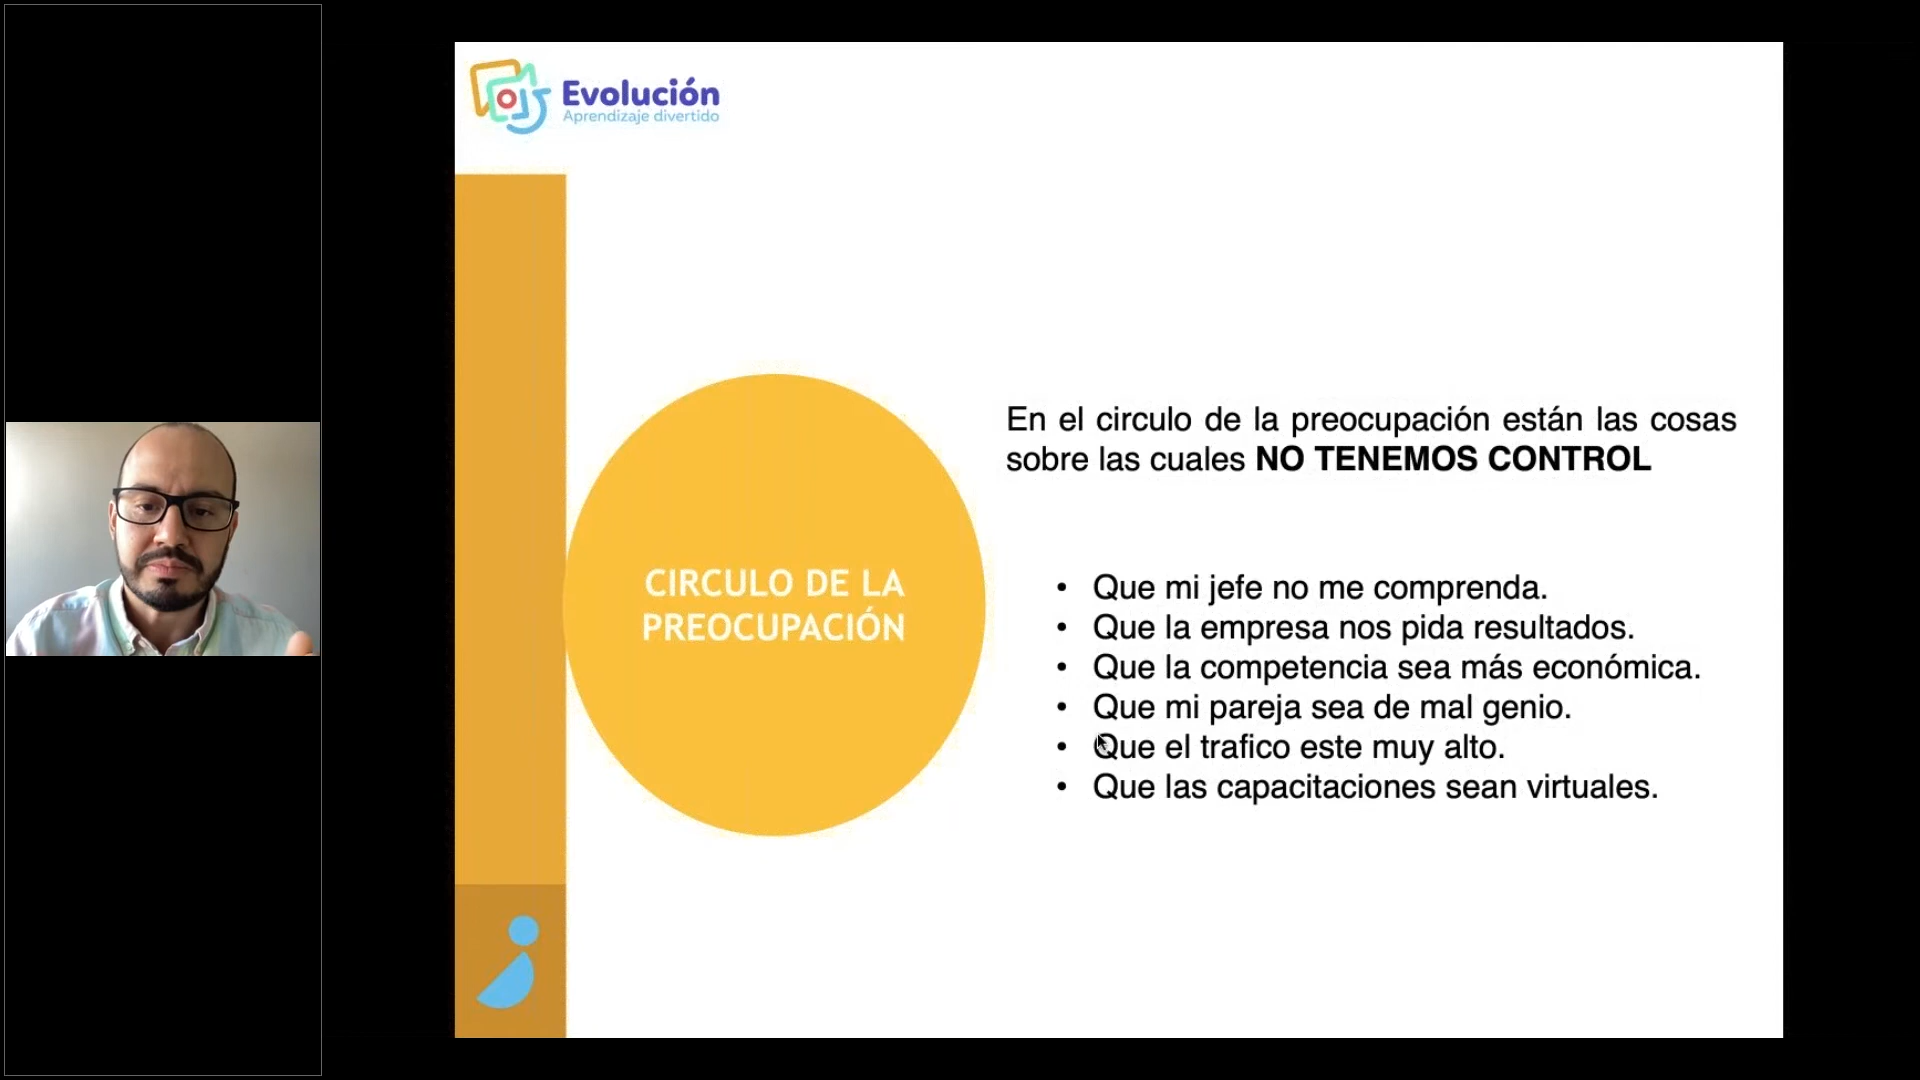 Evolución
Aprendizaje divertido
CIRCULO DE LA
PREOCUPACIÓN
En el circulo de la preocupación están las cosas
sobre las cuales NO TENEMOS CONTROL
• Que mi jefe no me comprenda.
• Que la empresa nos pida resultados.
• Que la competencia sea más económica.
• Que mi pareja sea de mal genio.
• Que el trafico este muy alto.
• Que las capacitaciones sean virtuales.